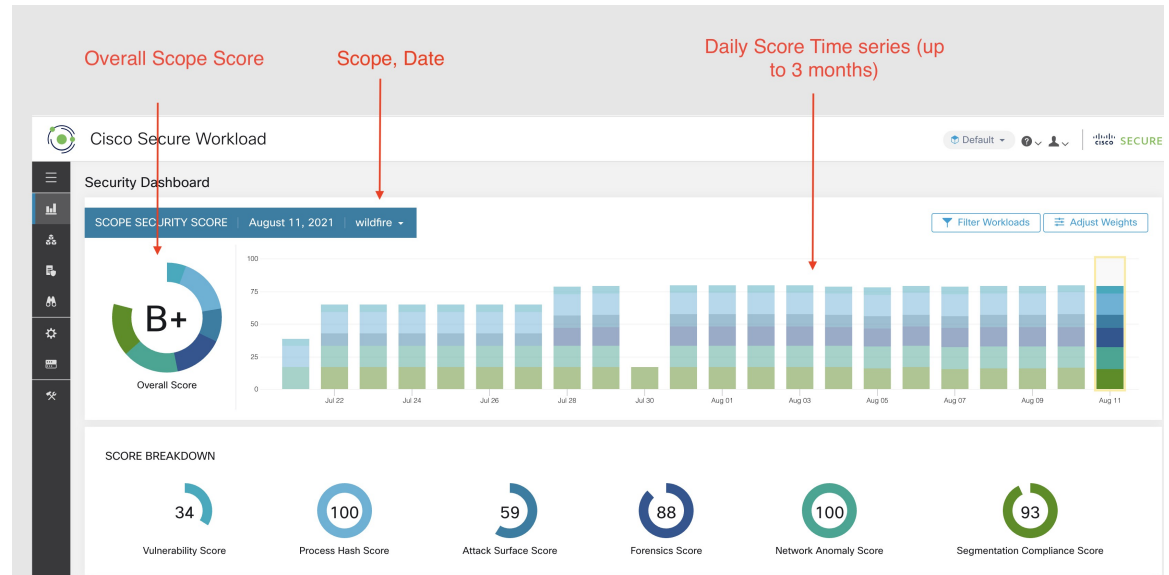 Overall Scope Score
Scope, Date
Daily Score Time series (up
to 3 months)
Cisco Secure Workload
Default
cisco SECURE
Security Dashboard
SCOPE SECURITY SCORE | August 11, 2021 | wildfire
Filter Workloads
Adjust Weights
B+
Overall Score
100
75
50
25
0
Jul 22 Jul 24 Jul 26 Jul 28 Jul 30 Aug 01 Aug 03 Aug 05 Aug 07 Aug 09 Aug 11
SCORE BREAKDOWN
34 100 59 88 100 93
Vulnerability Score Process Hash Score Attack Surface Score Forensics Score Network Anomaly Score Segmentation Compliance Score